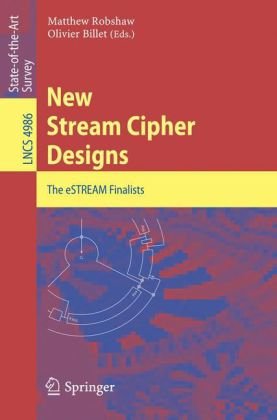 Matthew Robshaw
Olivier Billet (Eds.)
State-of-the-Art
Survey
LNCS 4986
New
Stream Cipher
Designs
The eSTREAM Finalists
Springer